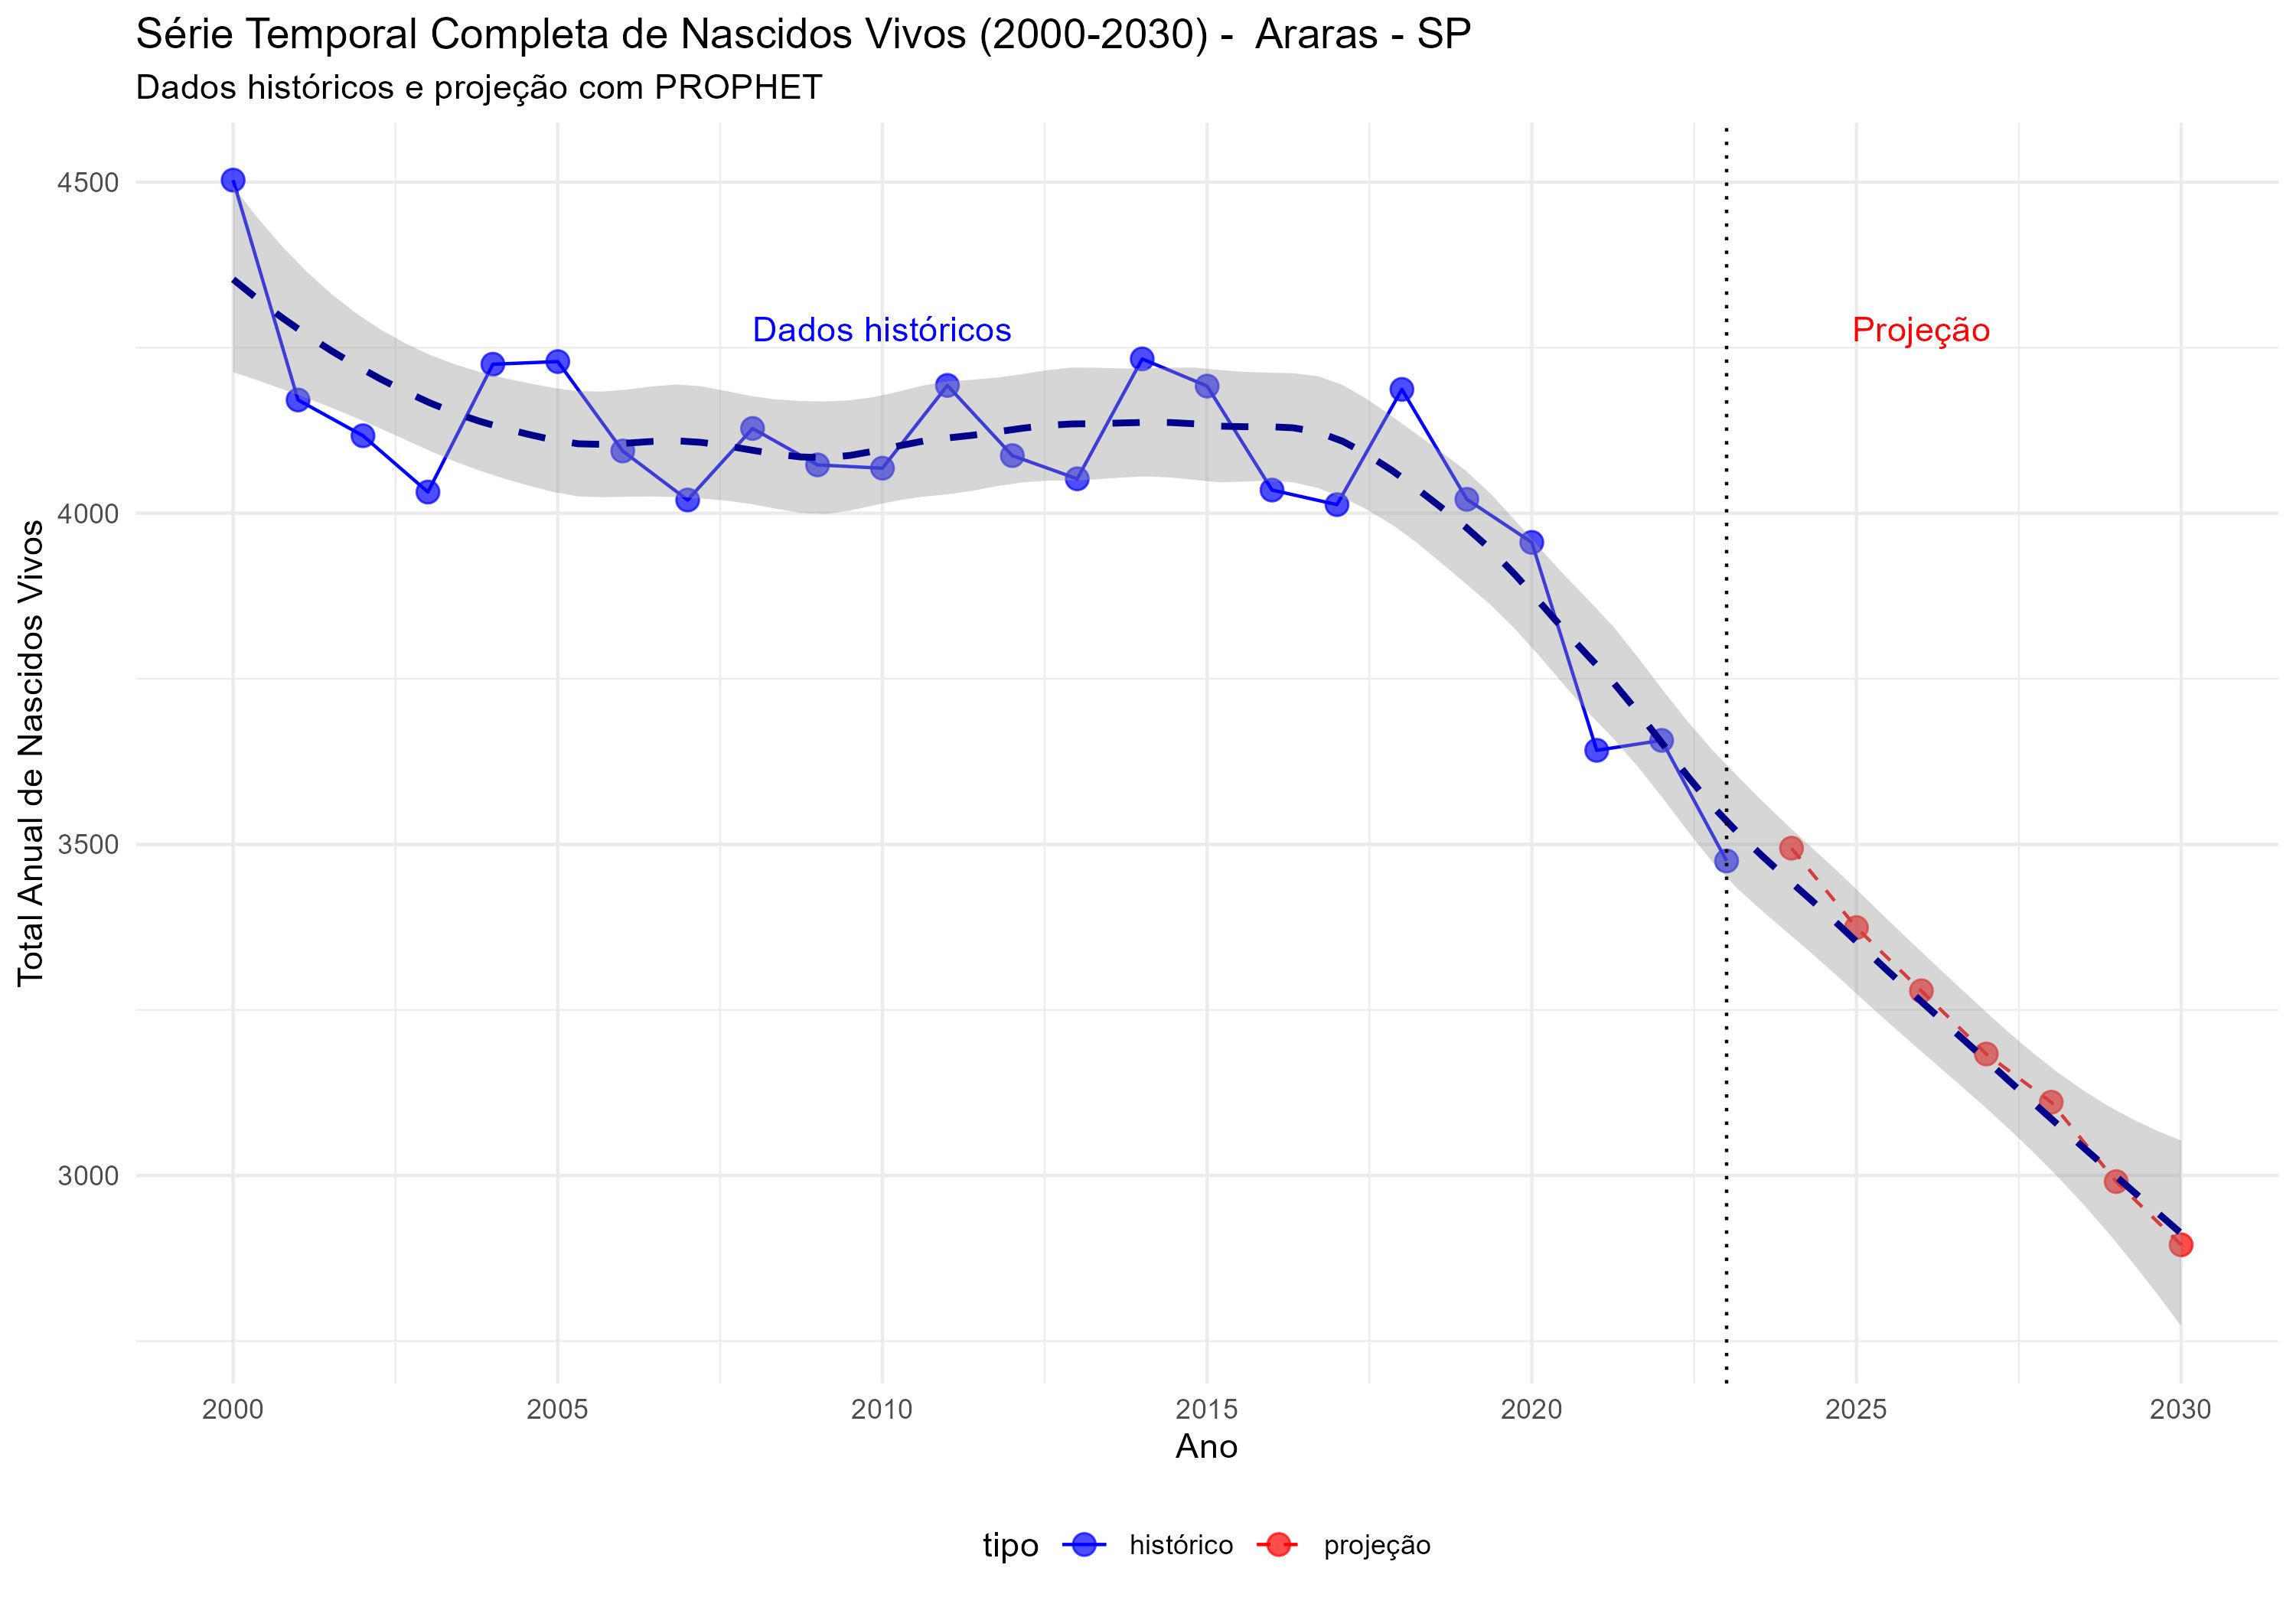 Série Temporal Completa de Nascidos Vivos (2000-2030) -  Araras - SP
Dados históricos e projeção com PROPHET
Total Anual de Nascidos Vivos
4500
4000
3500
3000
Dados históricos
Projeção
2000 2005 2010 2015 2020 2025 2030
Ano
tipo histórico projeção